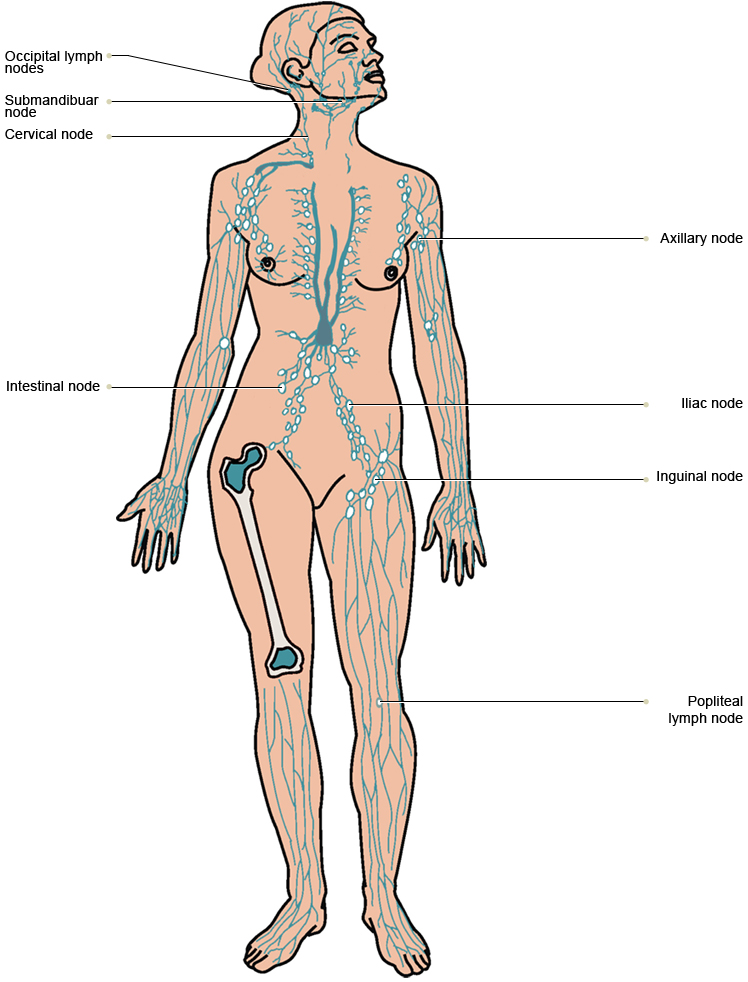 Occipital lymph
nodes
Submandibuar
node
Cervical node
Axillary node
Intestinal node
Iliac node
Inguinal node
Popliteal
lymph node